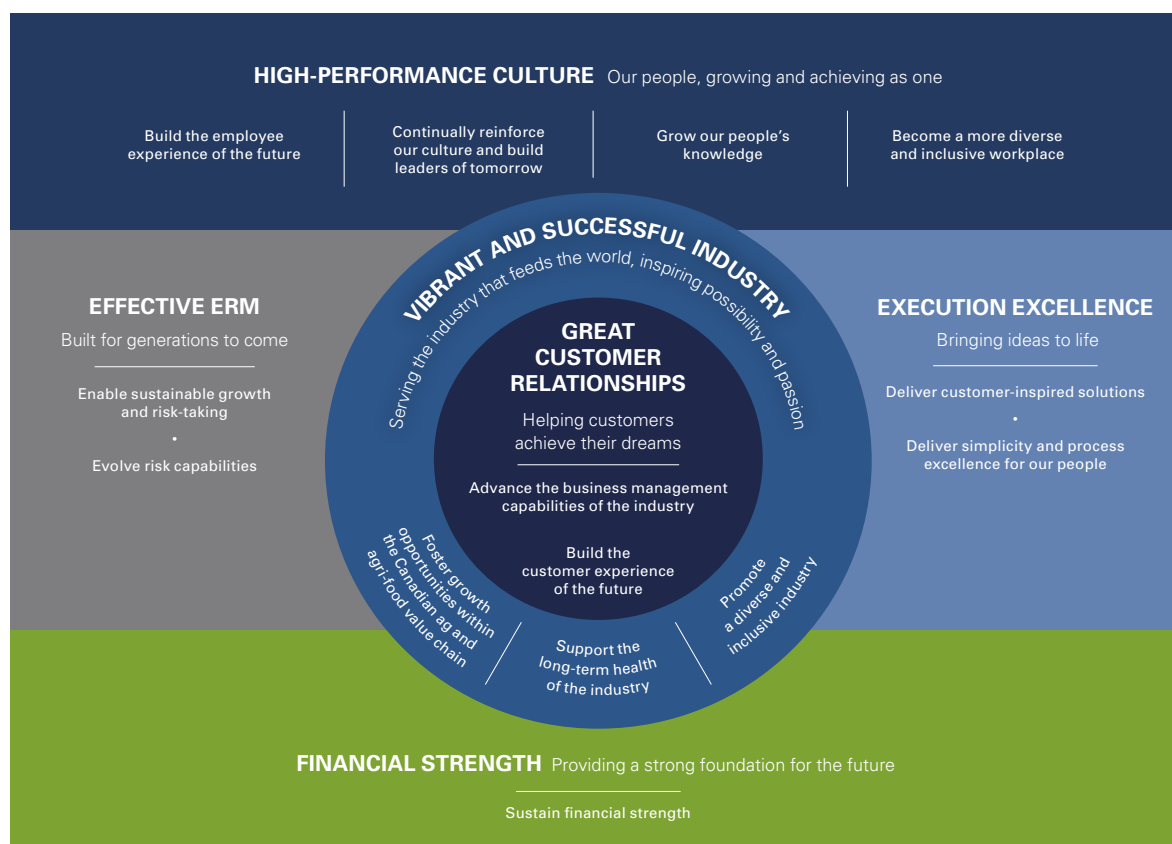 HIGH-PERFORMANCE CULTURE Our people, growing and achieving as one
Build the employee
experience of the future
Continually reinforce
our culture and build
leaders of tomorrow
Grow our people's
knowledge
Become a more diverse
and inclusive workplace
VIBRANT AND SUCCESSFUL INDUSTRY
Serving the industry that feeds the world, inspiring possibility and passion
EFFECTIVE ERM
Built for generations to come
Enable sustainable growth
and risk-taking
•
Evolve risk capabilities
GREAT
CUSTOMER
RELATIONSHIPS
Helping customers
achieve their dreams
Advance the business management
capabilities of the industry
Build the
customer experience
of the future
EXECUTION EXCELLENCE
Bringing ideas to life
Deliver customer-inspired solutions
•
Deliver simplicity and process
excellence for our people
Foster growth
opportunities within
the Canadian ag and
agri-food value chain
Support the
long-term health
of the industry
Promote
a diverse and
inclusive industry
FINANCIAL STRENGTH Providing a strong foundation for the future
Sustain financial strength